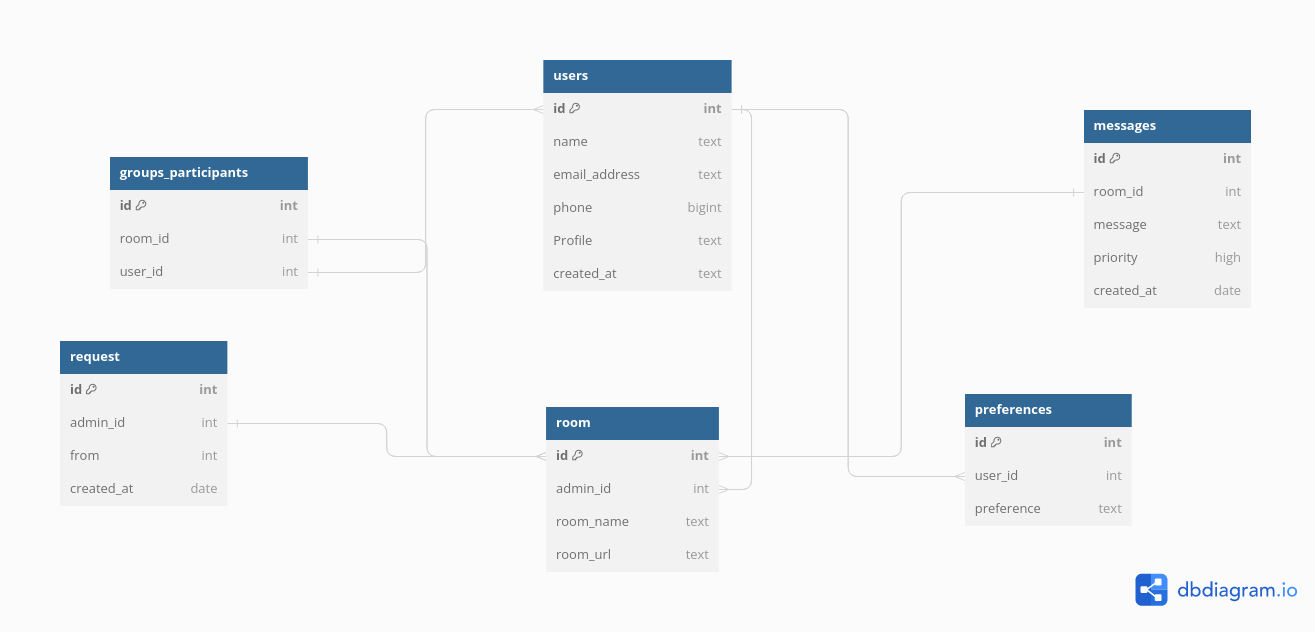 users
id int
name text
email_address text
phone bigint
Profile text
created_at text
messages
id int
room_id int
message text
priority high
created_at date
groups_participants
id int
room_id int
user_id int
request
id int
admin_id int
from int
created_at date
room
id int
admin_id int
room_name text
room_url text
preferences
id int
user_id int
preference text
dbdiagram.io